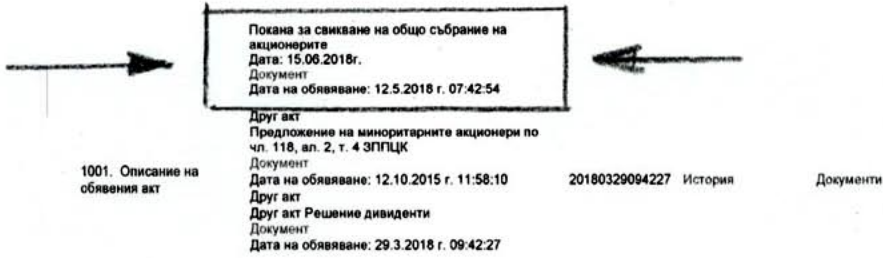 Покана за свикване на общо събрание на
акционерите
Дата: 15.06.2018г.
Документ
Дата на обявяване: 12.5.2018 г. 07:42:54
Друг акт
Предложение на миноритарните акционери по
чл. 118, ал. 2, т. 4 ЗППЦК
Документ
1001. Описание на
обявения акт
Дата на обявяване: 12.10.2015 г. 11:58:10
20180329094227 История Документи
Друг акт
Друг акт Решение дивиденти
Документ
Дата на обявяване: 29.3.2018 г. 09:42:27